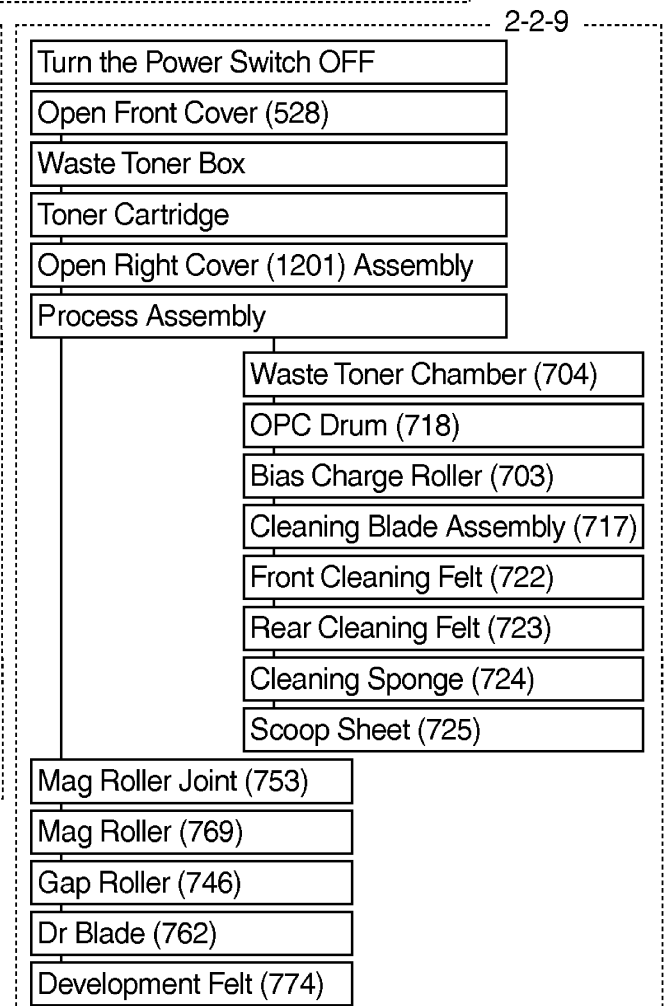 2-2-9
Turn the Power Switch OFF
Open Front Cover (528)
Waste Toner Box
Toner Cartridge
Open Right Cover (1201) Assembly
Process Assembly
Waste Toner Chamber (704)
OPC Drum (718)
Bias Charge Roller (703)
Cleaning Blade Assembly (717)
Front Cleaning Felt (722)
Rear Cleaning Felt (723)
Cleaning Sponge (724)
Scoop Sheet (725)
Mag Roller Joint (753)
Mag Roller (769)
Gap Roller (746)
Dr Blade (762)
Development Felt (774)